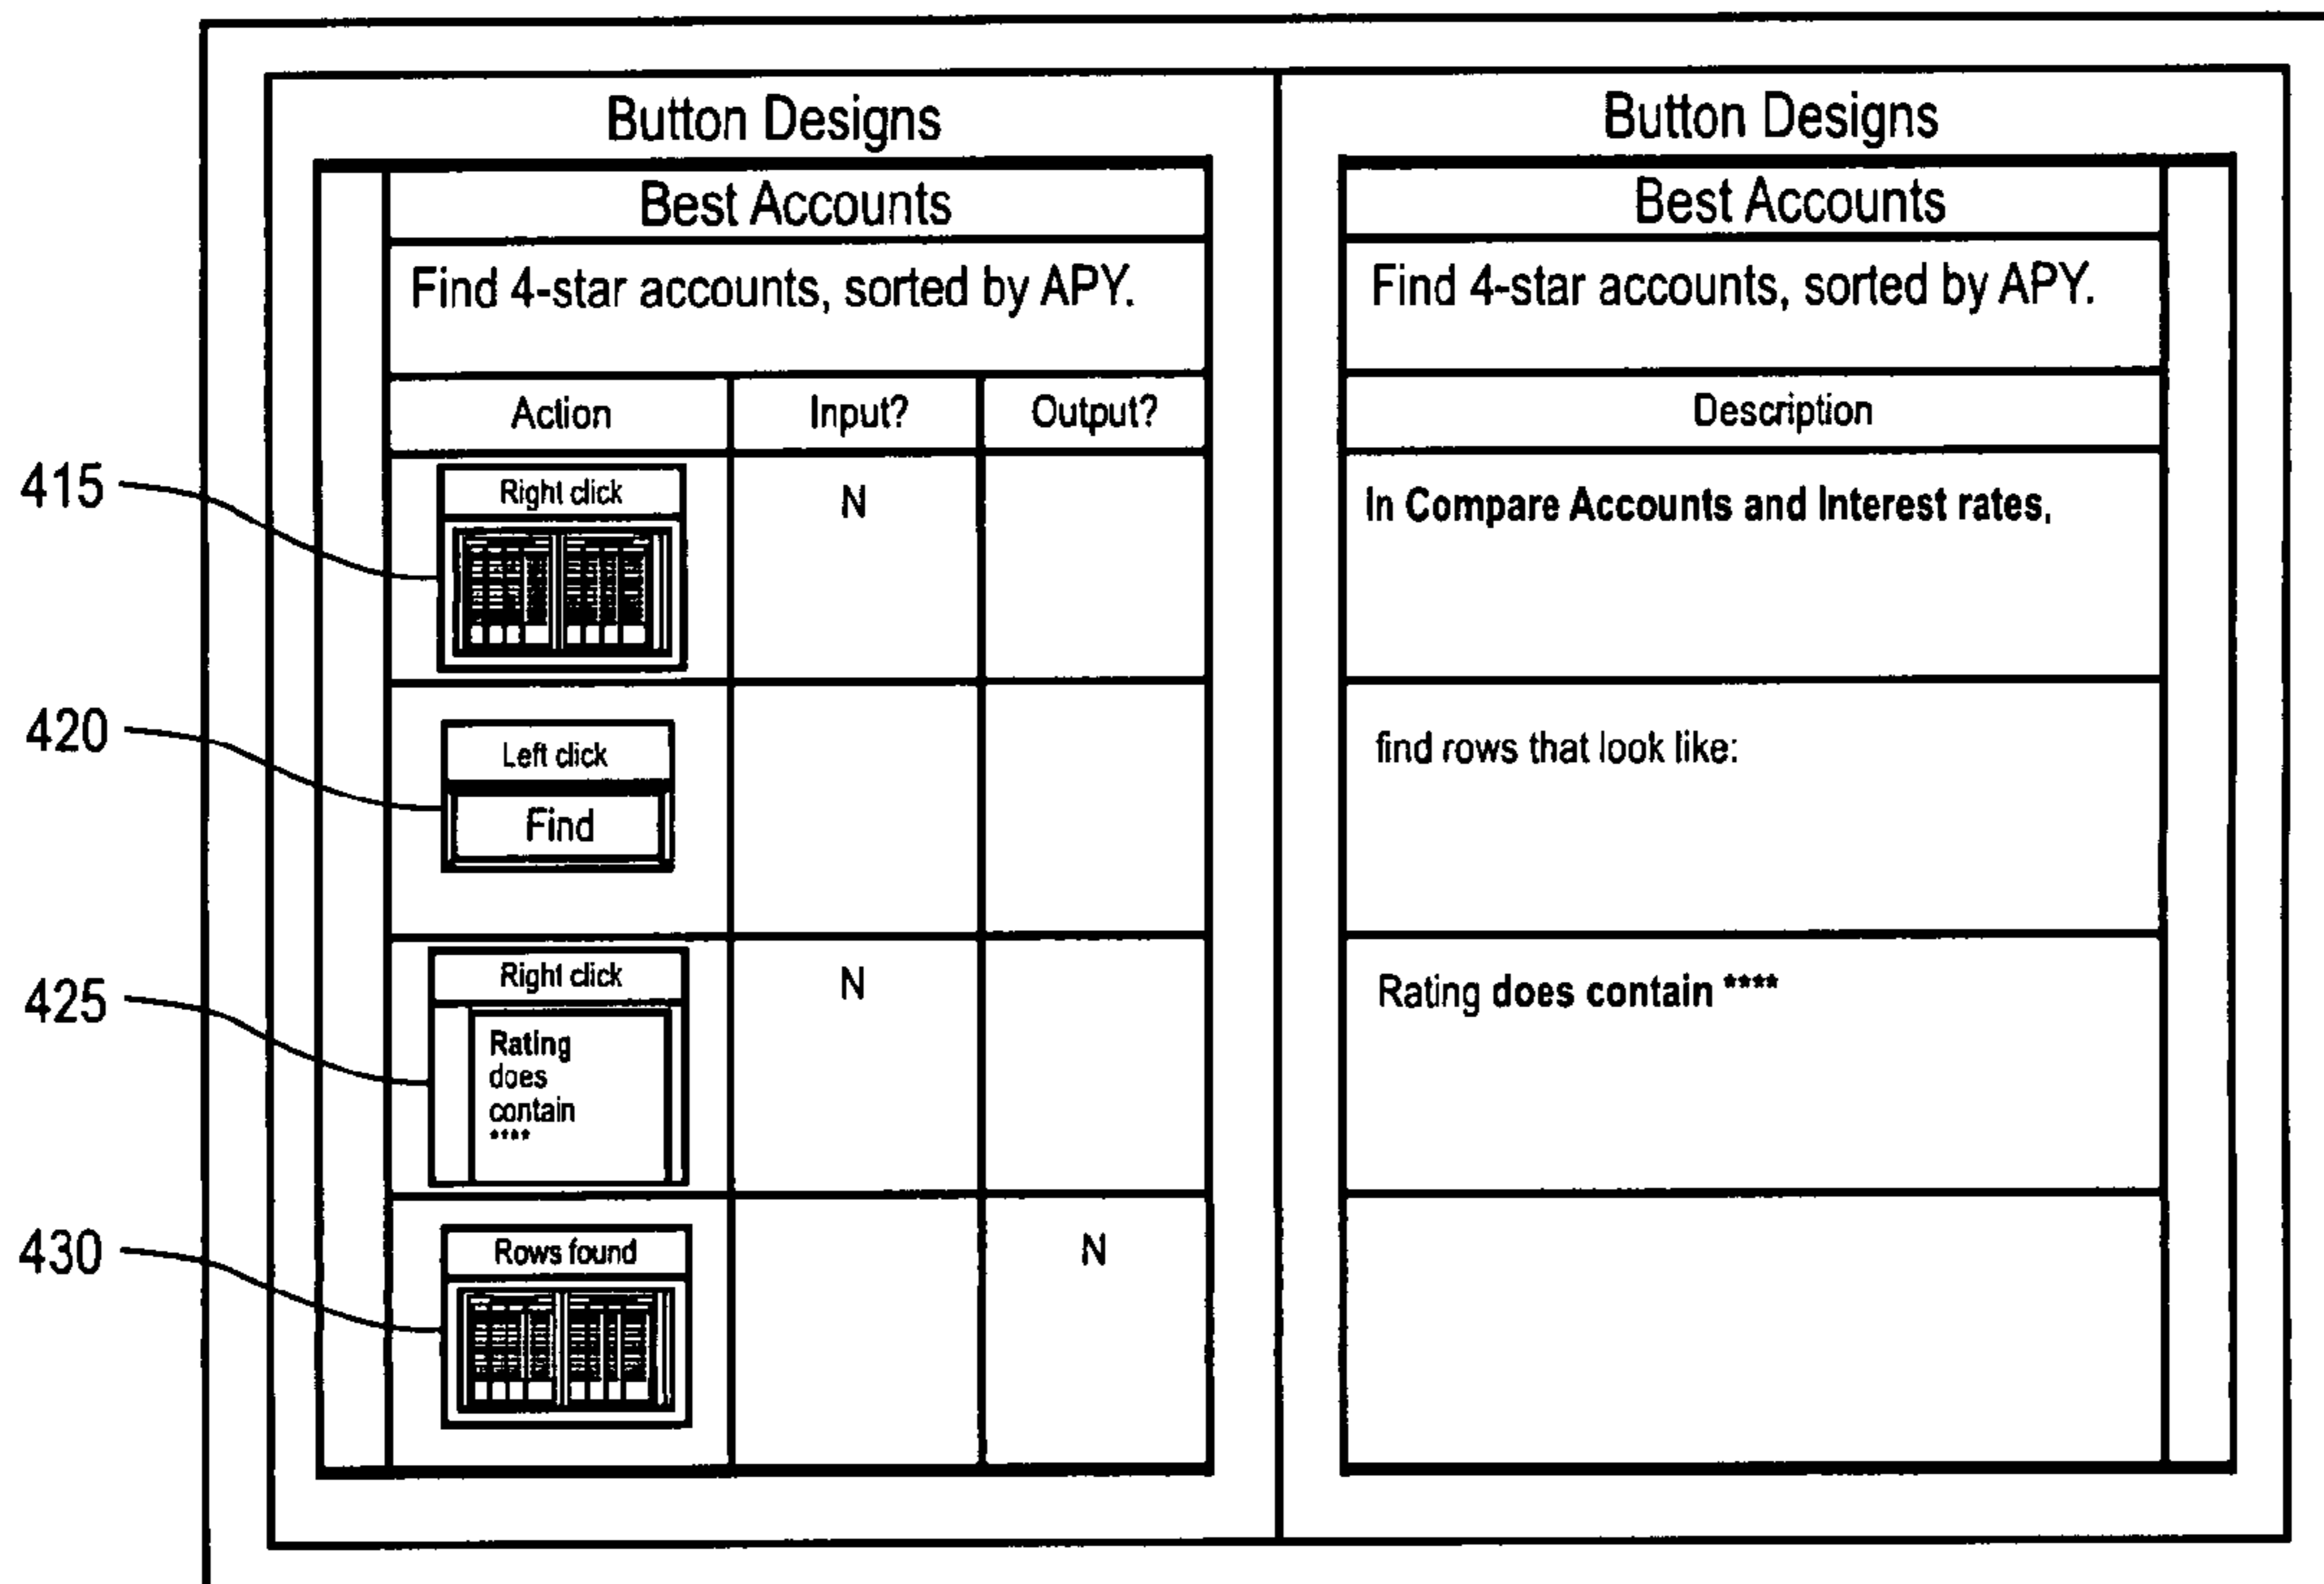 Button Designs
Best Accounts
Find 4-star accounts, sorted by APY.
Action Input? Output?
415
Right click
N
420
Left click
Find
425
Right click
N
Rating
does
contain
****
430
Rows found
N
Button Designs
Best Accounts
Find 4-star accounts, sorted by APY.
Description
In Compare Accounts and Interest rates,
find rows that look like:
Rating does contain ****